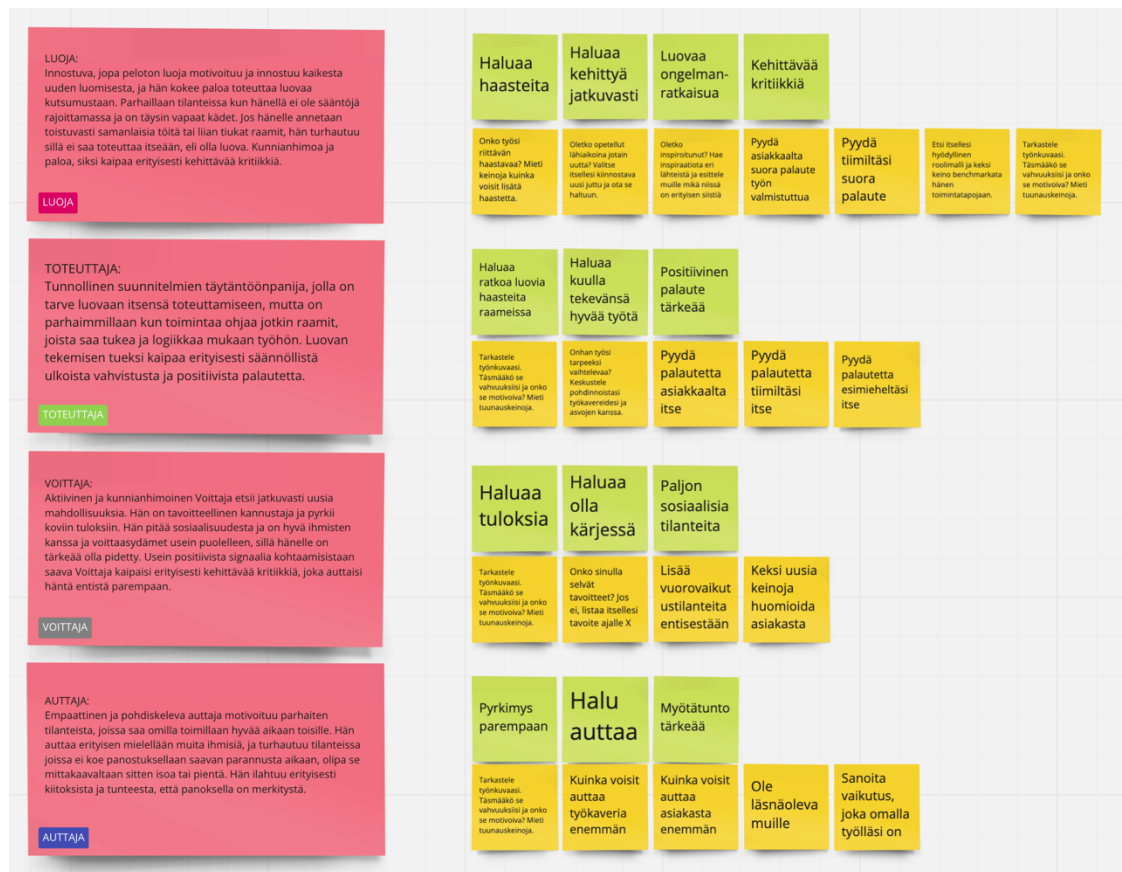 LUOJA:
Innostuva, jopa peloton luoja motivoituu ja innostuu kaikesta
uuden luomisesta, ja hän kokee paloa toteuttaa luovaa
kutsumustaan. Parhaillaan tilanteissa kun hänellä ei ole sääntöjä
rajoittamassa ja on täysin vapaat kädet. Jos hänelle annetaan
toistuvasti samanlaisia töitä tai liian tiukat raamit, hän turhautuu
sillä ei saa toteuttaa itseään, eli olla luova. Kunnianhimoa ja
paloa, siksi kaipaa erityisesti kehittävää kritiikkiä.
LUOJA
Haluaa
haasteita
Haluaa
kehittyä
jatkuvasti
Luovaa
ongelman-
ratkaisua
Kehittävää
kritiikkiä
Onko työsi
riittävän
haastavaa? Mieti
keinoja kuinka
voisit lisätä
haastetta.
Oletko opetellut
lähiaikoina jotain
uutta? Valitse
itsellesi kiinnostava
uusi juttu ja ota se
haltuun.
Oletko
inspiroitunut? Hae
inspiraatiota eri
lähteistä ja esittele
muille mikä niissä
on erityisen siistiä
Pyydä
asiakkaalta
suora palaute
työn
valmistuttua
Pyydä
tiimiltäsi
suora
palaute
Etsi itsellesi
hyödyllinen
roolimalli ja keksi
keino benchmarkata
hänen
toimintatapojaan.
Tarkastele
työnkuvaasi.
Täsmääkö se
vahvuuksiisi ja onko
se motivoiva? Mieti
tuunauskeinoja.
TOTEUTTAJA:
Tunnollinen suunnitelmien täytäntöönpanija, jolla on
tarve luovaan itsensä toteuttamiseen, mutta on
parhaimmillaan kun toimintaa ohjaa jotkin raamit,
joista saa tukea ja logiikkaa mukaan työhön. Luovan
tekemisen tueksi kaipaa erityisesti säännöllistä
ulkoista vahvistusta ja positiivista palautetta.
TOTEUTTAJA
Haluaa
ratkoa luovia
haasteita
raameissa
Haluaa
kuulla
tekevänsä
hyvää työtä
Positiivinen
palaute
tärkeää
Tarkastele
työnkuvaasi.
Täsmääkö se
vahvuuksiisi ja onko
se motivoiva? Mieti
tuunauskeinoja.
Onhan työsi
tarpeeksi
vaihtelevaa?
Keskustele
pohdinnoistasi
työkavereidesi ja
asvojen kanssa.
Pyydä
palautetta
asiakkaalta
itse
Pyydä
palautetta
tiimiltäsi
itse
Pyydä
palautetta
esimieheltäsi
itse
VOITTAJA:
Aktiivinen ja kunnianhimoinen Voittaja etsii jatkuvasti uusia
mahdollisuuksia. Hän on tavoitteellinen kannustaja ja pyrkii
koviin tuloksiin. Hän pitää sosiaalisuudesta ja on hyvä ihmisten
kanssa ja voittaasydämet usein puolelleen, sillä hänelle on
tärkeää olla pidetty. Usein positiivista signaalia kohtaamisistaan
saava Voittaja kaipaisi erityisesti kehittävää kritiikkiä, joka auttaisi
häntä entistä parempaan.
VOITTAJA
Haluaa
tuloksia
Haluaa
olla
kärjessä
Paljon
sosiaalisia
tilanteita
Tarkastele
työnkuvaasi.
Täsmääkö se
vahvuuksiisi ja onko
se motivoiva? Mieti
tuunauskeinoja.
Onko sinulla
selvät
tavoitteet? Jos
ei, listaa itsellesi
tavoite ajalle X
Lisää
vuorovaikut
ustilanteita
entisestään
Keksi uusia
keinoja
huomioida
asiakasta
AUTTAJA:
Empaattinen ja pohdiskeleva auttaja motivoituu parhaiten
tilanteista, joissa saa omilla toimillaan hyvää aikaan toisille. Hän
auttaa erityisen mielellään muita ihmisiä, ja turhautuu tilanteissa
joissa ei koe panostuksellaan saavan parannusta aikaan, olipa se
mittakaavaltaan sitten isoa tai pientä. Hän ilahtuu erityisesti
kiitoksista ja tunteesta, että panoksella on merkitystä.
AUTTAJA
Pyrkimys
parempaan
Halu
auttaa
Myötätunto
tärkeää
Tarkastele
työnkuvaasi.
Täsmääkö se
vahvuuksiisi ja onko
se motivoiva? Mieti
tuunauskeinoja.
Kuinka voisit
auttaa
työkaveria
enemmän
Kuinka voisit
auttaa
asiakasta
enemmän
Ole
läsnäoleva
muille
Sanoita
vaikutus,
joka omalla
työlläsi on